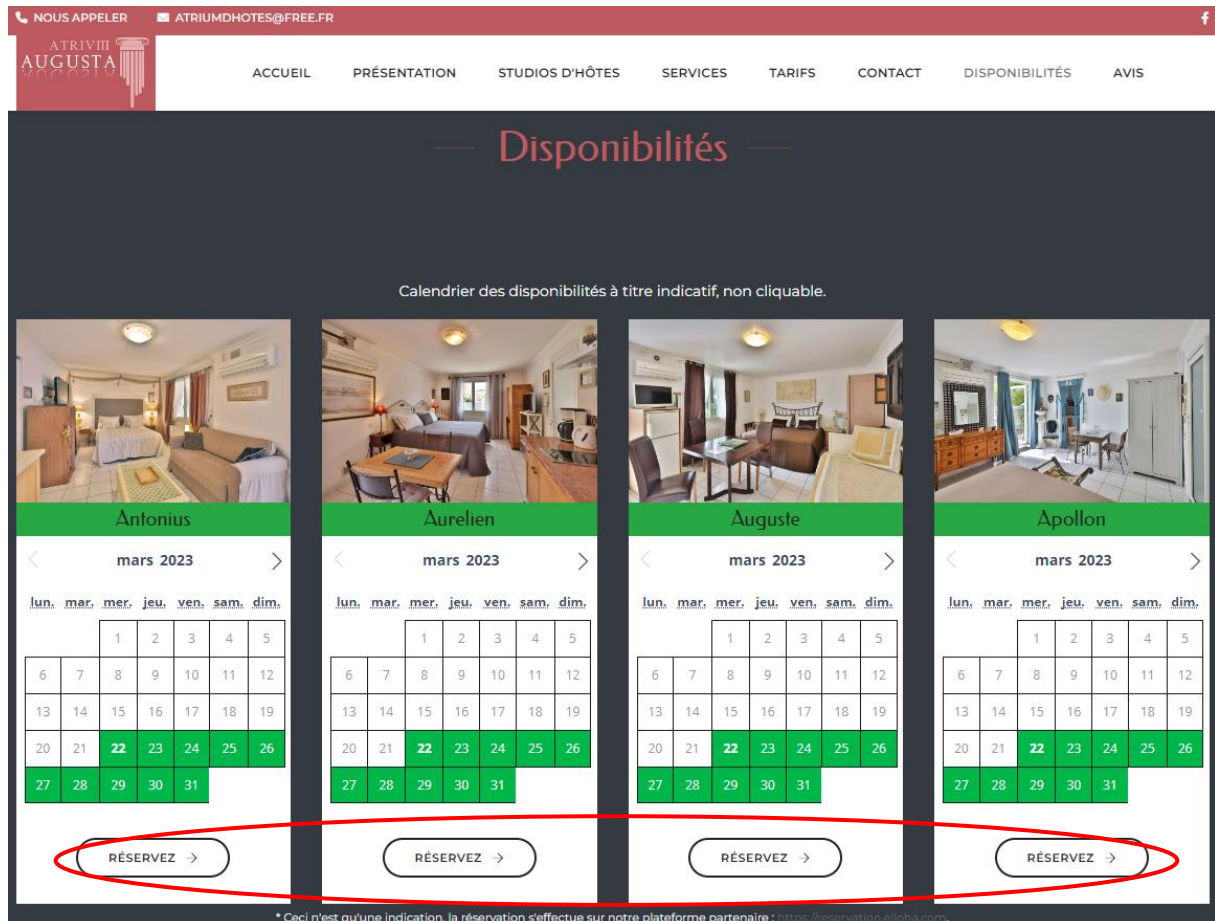 NOUS APPELER ATRIUMDHOTES@FREE.FR
ATRIVIII
AUGUSTA
ACCUEIL PRÉSENTATION STUDIOS D'HÔTES SERVICES TARIFS CONTACT DISPONIBILITÉS AVIS
Disponibilités
Calendrier des disponibilités à titre indicatif, non cliquable.
Antonius Aurelien Auguste Apollon
mars 2023 mars 2023 mars 2023 mars 2023
lun. mar. mer. jeu. ven. sam. dim. lun. mar. mer. jeu. ven. sam. dim. lun. mar. mer. jeu. ven. sam. dim. lun. mar. mer. jeu. ven. sam. dim.
1 2 3 4 5 1 2 3 4 5 1 2 3 4 5 1 2 3 4 5
6 7 8 9 10 11 12 6 7 8 9 10 11 12 6 7 8 9 10 11 12 6 7 8 9 10 11 12
13 14 15 16 17 18 19 13 14 15 16 17 18 19 13 14 15 16 17 18 19 13 14 15 16 17 18 19
20 21 22 23 24 25 26 20 21 22 23 24 25 26 20 21 22 23 24 25 26 20 21 22 23 24 25 26
27 28 29 30 31 27 28 29 30 31 27 28 29 30 31 27 28 29 30 31
RÉSERVEZ → RÉSERVEZ → RÉSERVEZ → RÉSERVEZ →
* Ceci n'est qu'une indication, la réservation s'effectue sur notre plateforme partenaire : https://reservation.elloha.com.